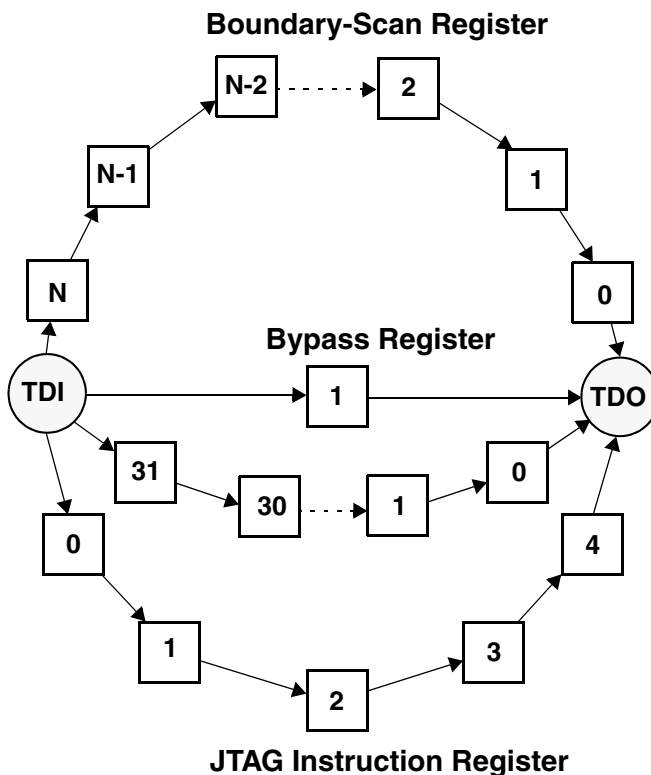 Boundary-Scan Register
N-2
2
N-1
1
N
0
Bypass Register
TDI
1
TDO
31
30
1
0
0
4
1
2
3
JTAG Instruction Register